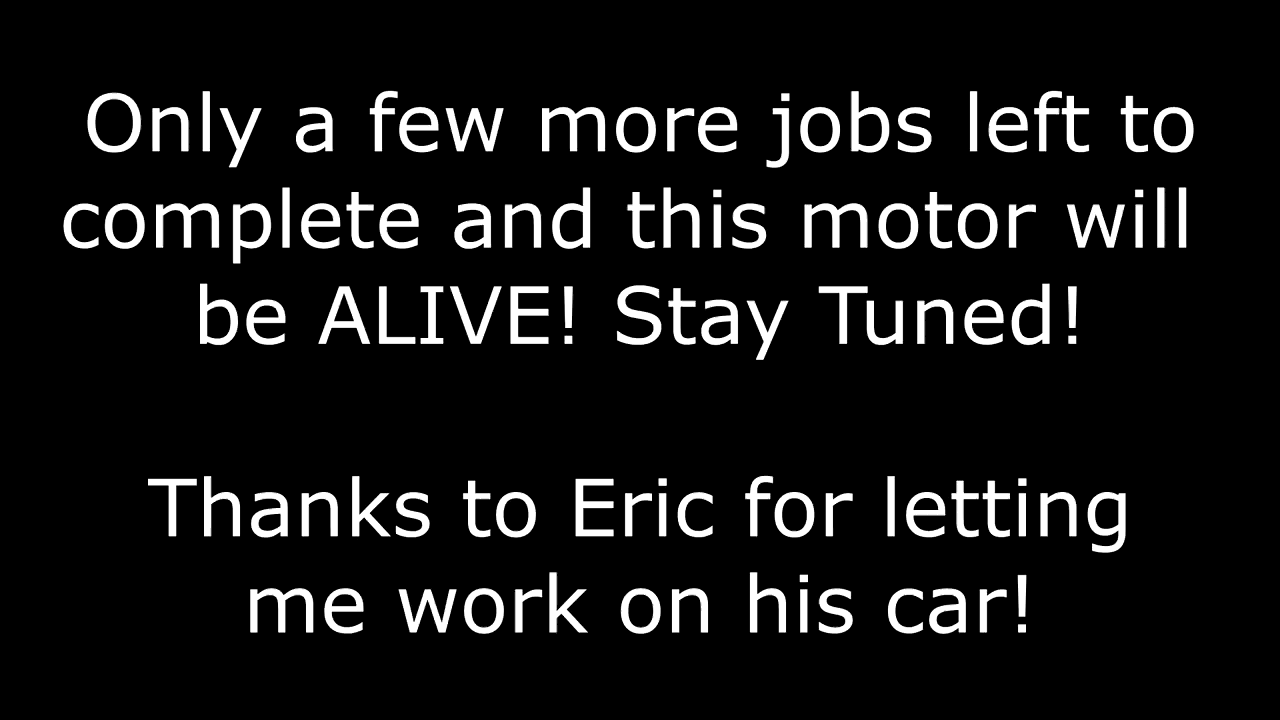 Only a few more jobs left to
complete and this motor will
be ALIVE! Stay Tuned!
Thanks to Eric for letting
me work on his car!